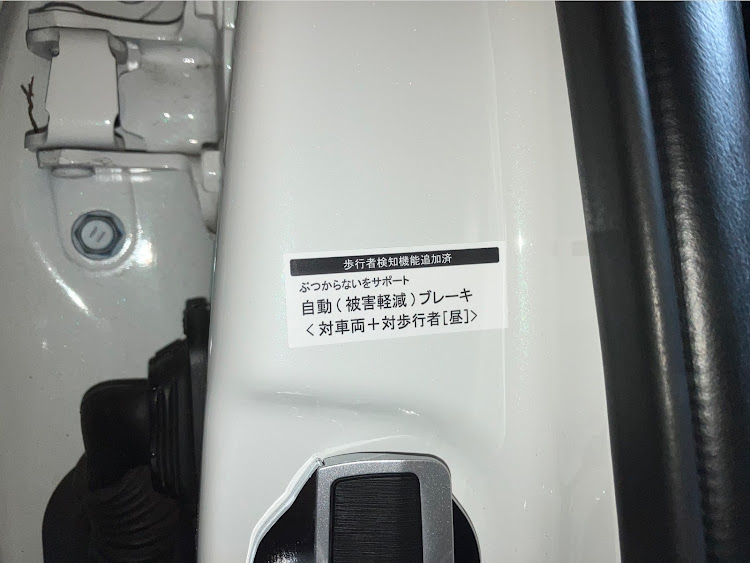 歩行者検知機能追加済
ぶつからないをサポート
自動(被害軽減)ブレーキ
<対車両+対歩行者[昼]>